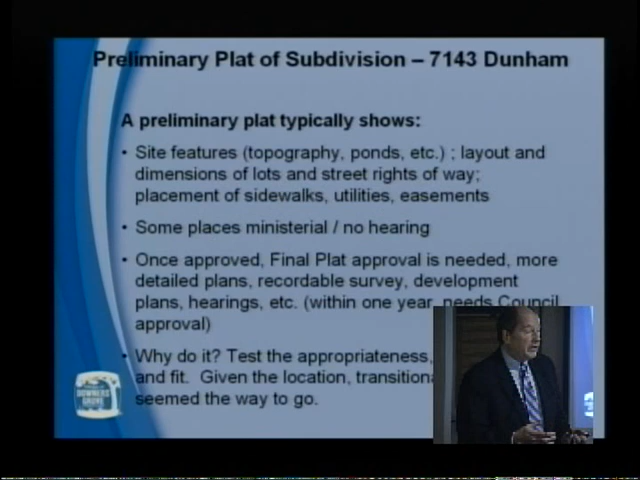 Preliminary Plat of Subdivision – 7143 Dunham
A preliminary plat typically shows:
• Site features (topography, ponds, etc.) ; layout and
dimensions of lots and street rights of way;
placement of sidewalks, utilities, easements
• Some places ministerial / no hearing
• Once approved, Final Plat approval is needed, more
detailed plans, recordable survey, development
plans, hearings, etc. (within one year, needs Council
approval)
• Why do it? Test the appropriateness,
and fit. Given the location, transitiona
seemed the way to go.
DOWNERS
GROVE